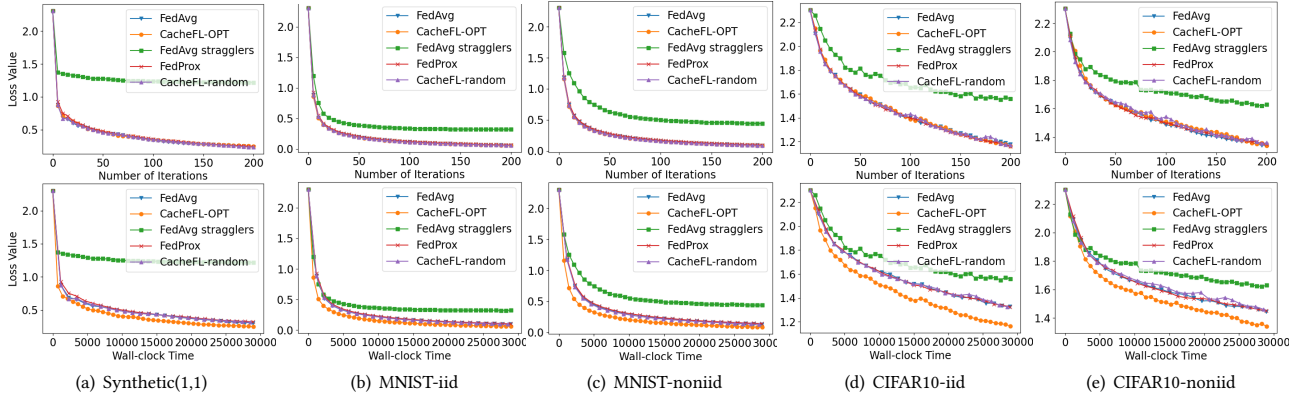 Loss Value
2.0
1.5
1.0
0.5
FedAvg
CacheFL-OPT
FedAvg stragglers
FedProx
CacheFL-random
0 50 100 150 200
Number of Iterations
2.0
1.5
1.0
0.5
0.0
FedAvg
CacheFL-OPT
FedAvg stragglers
FedProx
CacheFL-random
0 50 100 150 200
Number of Iterations
2.0
1.5
1.0
0.5
0.0
FedAvg
CacheFL-OPT
FedAvg stragglers
FedProx
CacheFL-random
0 50 100 150 200
Number of Iterations
2.2
2.0
1.8
1.6
1.4
1.2
FedAvg
CacheFL-OPT
FedAvg stragglers
FedProx
CacheFL-random
0 50 100 150 200
Number of Iterations
2.2
2.0
1.8
1.6
1.4
FedAvg
CacheFL-OPT
FedAvg stragglers
FedProx
CacheFL-random
0 50 100 150 200
Number of Iterations
Loss Value
2.0
1.5
1.0
0.5
FedAvg
CacheFL-OPT
FedAvg stragglers
FedProx
CacheFL-random
0 5000 10000 15000 20000 25000 30000
Wall-clock Time
2.0
1.5
1.0
0.5
0.0
FedAvg
CacheFL-OPT
FedAvg stragglers
FedProx
CacheFL-random
0 5000 10000 15000 20000 25000 3000
Wall-clock Time
2.0
1.5
1.0
0.5
0.0
FedAvg
CacheFL-OPT
FedAvg stragglers
FedProx
CacheFL-random
0 5000 10000 15000 20000 25000 3000
Wall-clock Time
2.2
2.0
1.8
1.6
1.4
1.2
FedAvg
CacheFL-OPT
FedAvg stragglers
FedProx
CacheFL-random
0 5000 10000 15000 20000 25000 3000
Wall-clock Time
2.2
2.0
1.8
1.6
1.4
FedAvg
CacheFL-OPT
FedAvg stragglers
FedProx
CacheFL-random
0 5000 10000 15000 20000 25000 30000
Wall-clock Time
(a) Synthetic(1,1)
(b) MNIST-iid
(c) MNIST-noniid
(d) CIFAR10-iid
(e) CIFAR10-noniid